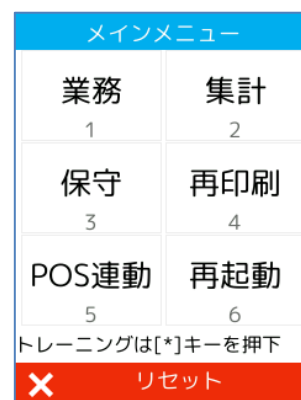 メインメニュー
業務 集計
1 2
保守 再印刷
3 4
POS連動 再起動
5 6
トレーニングは[*]キーを押下
× リセット